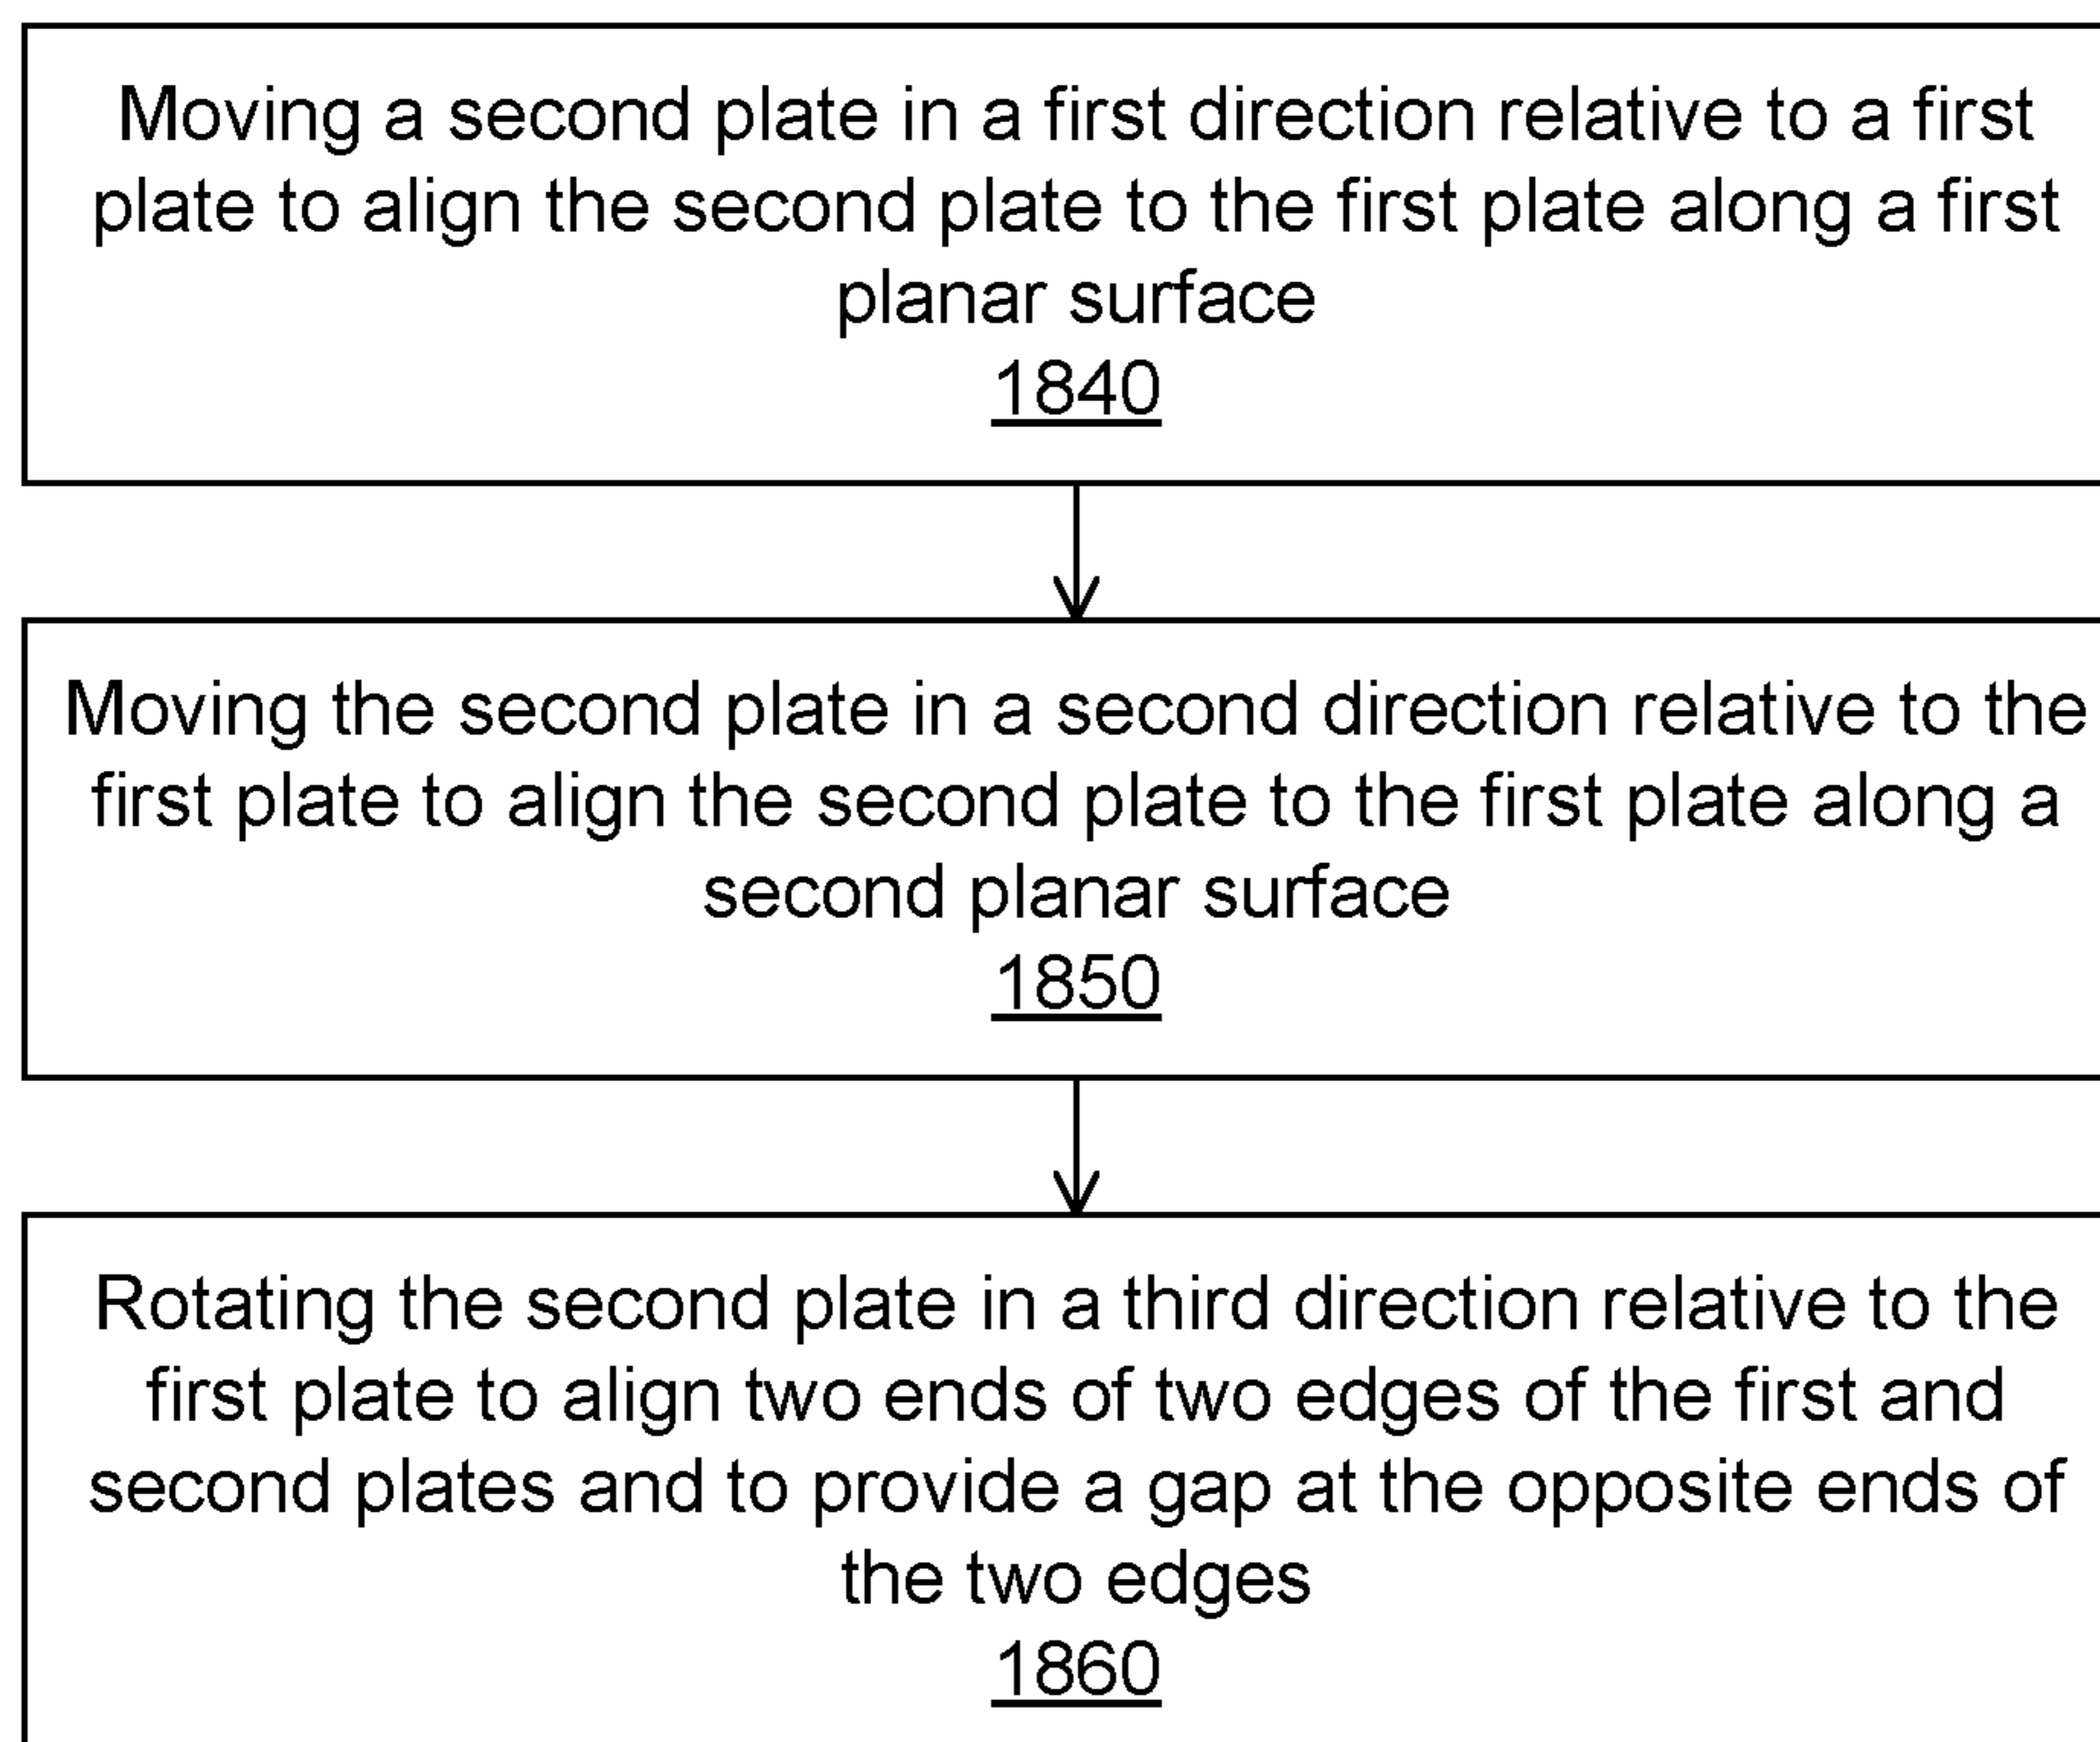 Moving a second plate in a first direction relative to a first
plate to align the second plate to the first plate along a first
planar surface
1840
Moving the second plate in a second direction relative to the
first plate to align the second plate to the first plate along a
second planar surface
1850
Rotating the second plate in a third direction relative to the
first plate to align two ends of two edges of the first and
second plates and to provide a gap at the opposite ends of
the two edges
1860